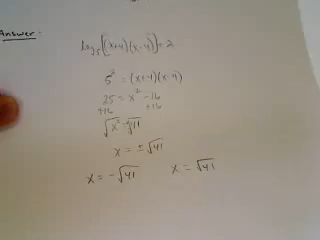 Answer.
log₅[(x+4)(x-4)] = 2
5² = (x+4)(x-4)
25 = x² - 16
+16 +16
√x² = √41
x = ± √41
x = -√41 x = √41